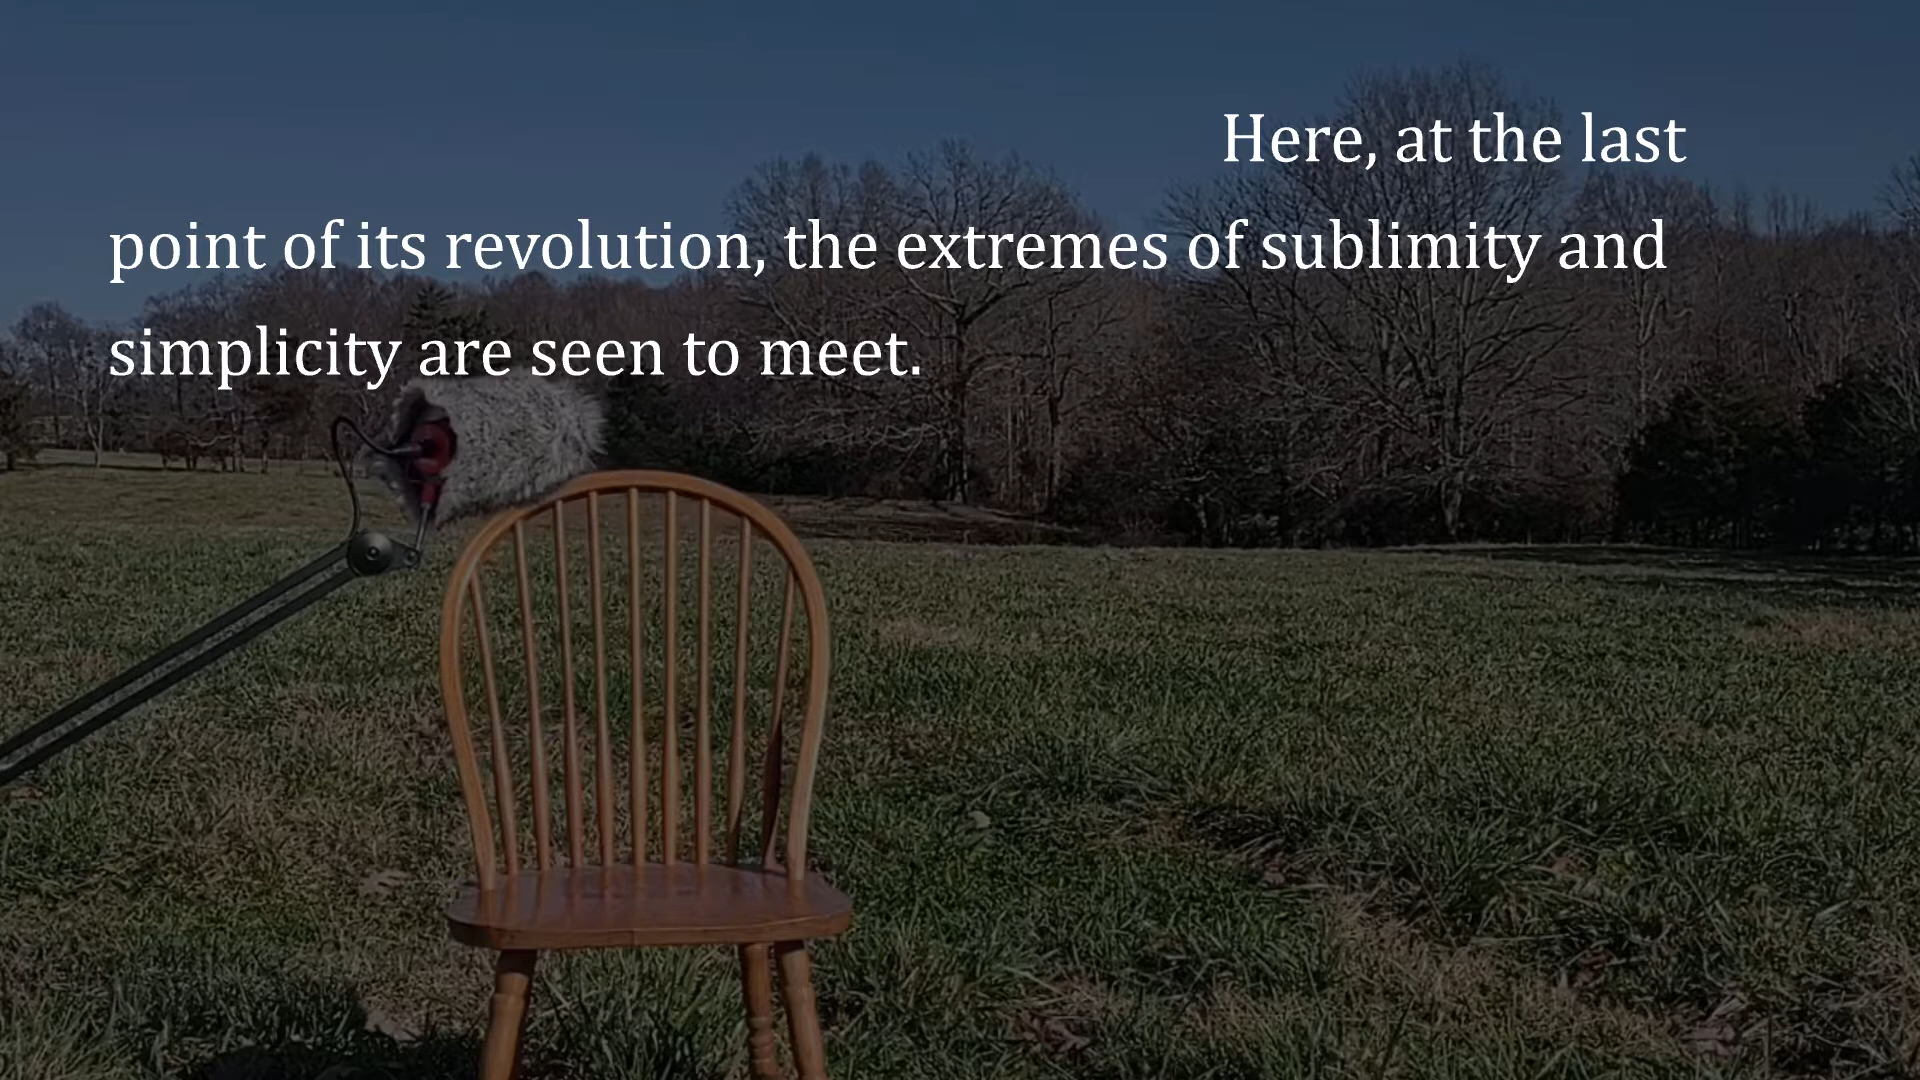 Here, at the last
point of its revolution, the extremes of sublimity and
simplicity are seen to meet.